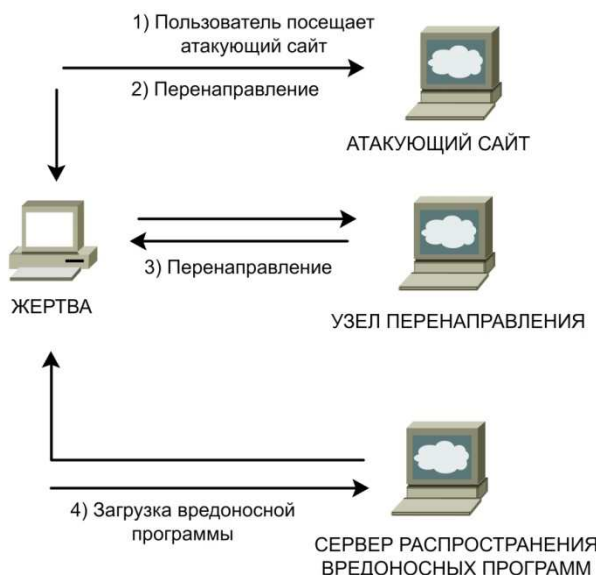 1) Пользователь посещает
атакующий сайт
2) Перенаправление
АТАКУЮЩИЙ САЙТ
3) Перенаправление
ЖЕРТВА
УЗЕЛ ПЕРЕНАПРАВЛЕНИЯ
4) Загрузка вредоносной
программы
СЕРВЕР РАСПРОСТРАНЕНИЯ
ВРЕДОНОСНЫХ ПРОГРАММ